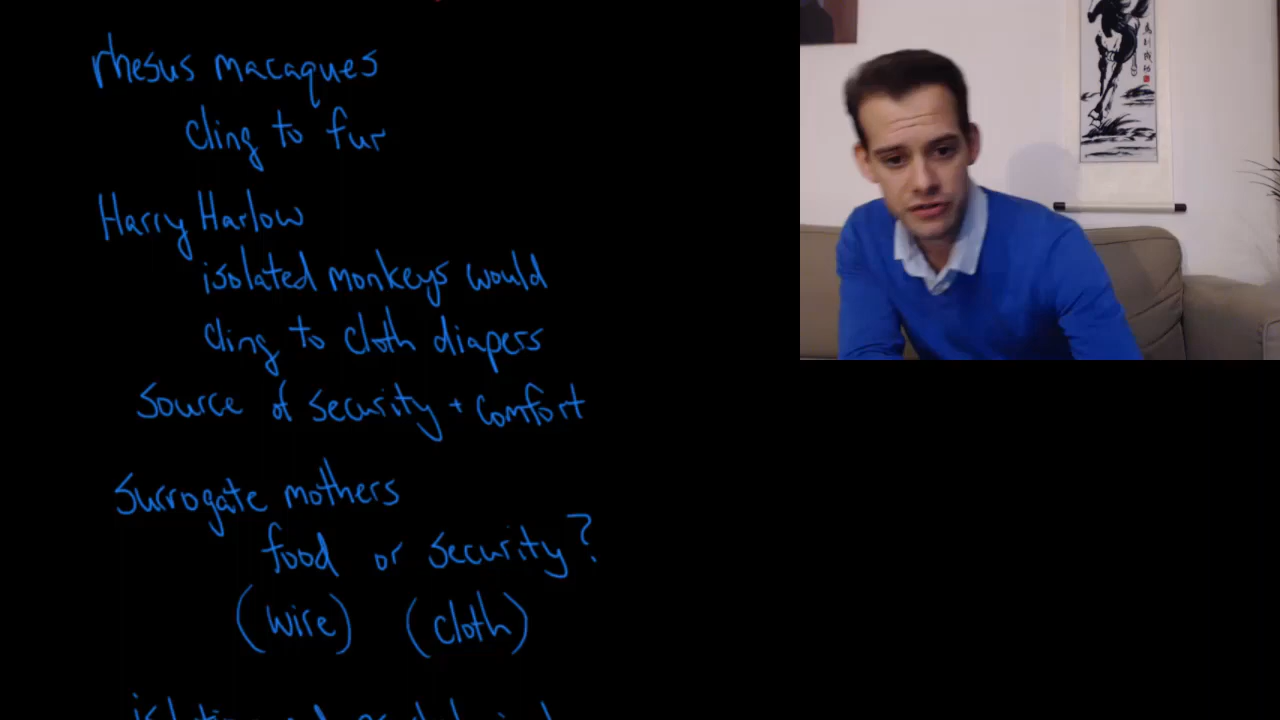 rhesus macaques
cling to fur
Harry Harlow
isolated monkeys would
cling to cloth diapers
source of security + comfort
surrogate mothers
food or security?
(wire) (cloth)